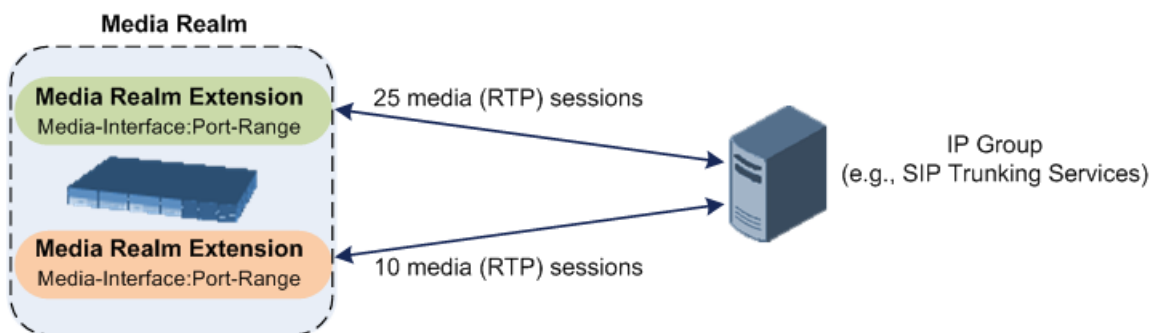 Media Realm
Media Realm Extension
Media-Interface:Port-Range
25 media (RTP) sessions
IP Group
(e.g., SIP Trunking Services)
Media Realm Extension
Media-Interface:Port-Range
10 media (RTP) sessions